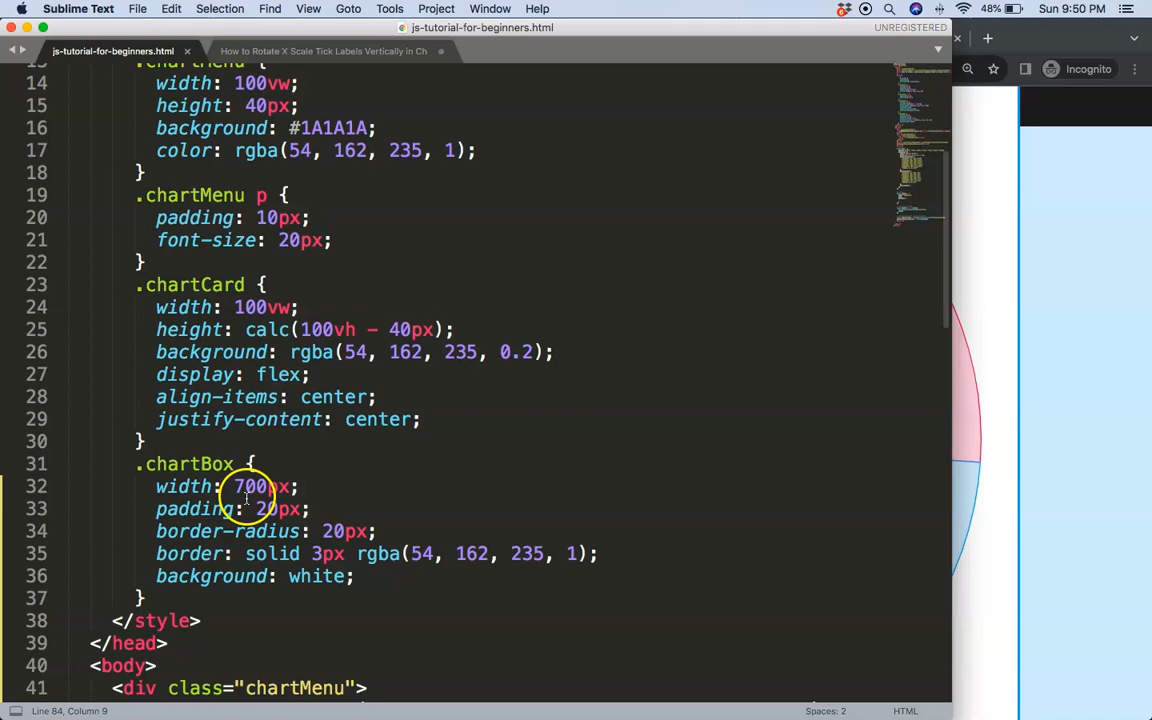 Sublime Text File Edit Selection Find View Goto Tools Project Window Help 48% Sun 9:50 PM
js-tutorial-for-beginners.html UNREGISTERED
js-tutorial-for-beginners.html × How to Rotate X Scale Tick Labels Vertically in Ch
Incognito
13 .chartMenu {
14 width: 100vw;
15 height: 40px;
16 background: #1A1A1A;
17 color: rgba(54, 162, 235, 1);
18 }
19 .chartMenu p {
20 padding: 10px;
21 font-size: 20px;
22 }
23 .chartCard {
24 width: 100vw;
25 height: calc(100vh - 40px);
26 background: rgba(54, 162, 235, 0.2);
27 display: flex;
28 align-items: center;
29 justify-content: center;
30 }
31 .chartBox {
32 width: 700px;
33 padding: 20px;
34 border-radius: 20px;
35 border: solid 3px rgba(54, 162, 235, 1);
36 background: white;
37 }
38 </style>
39 </head>
40 <body>
41 <div class="chartMenu">
Line 84, Column 9 Spaces: 2 HTML